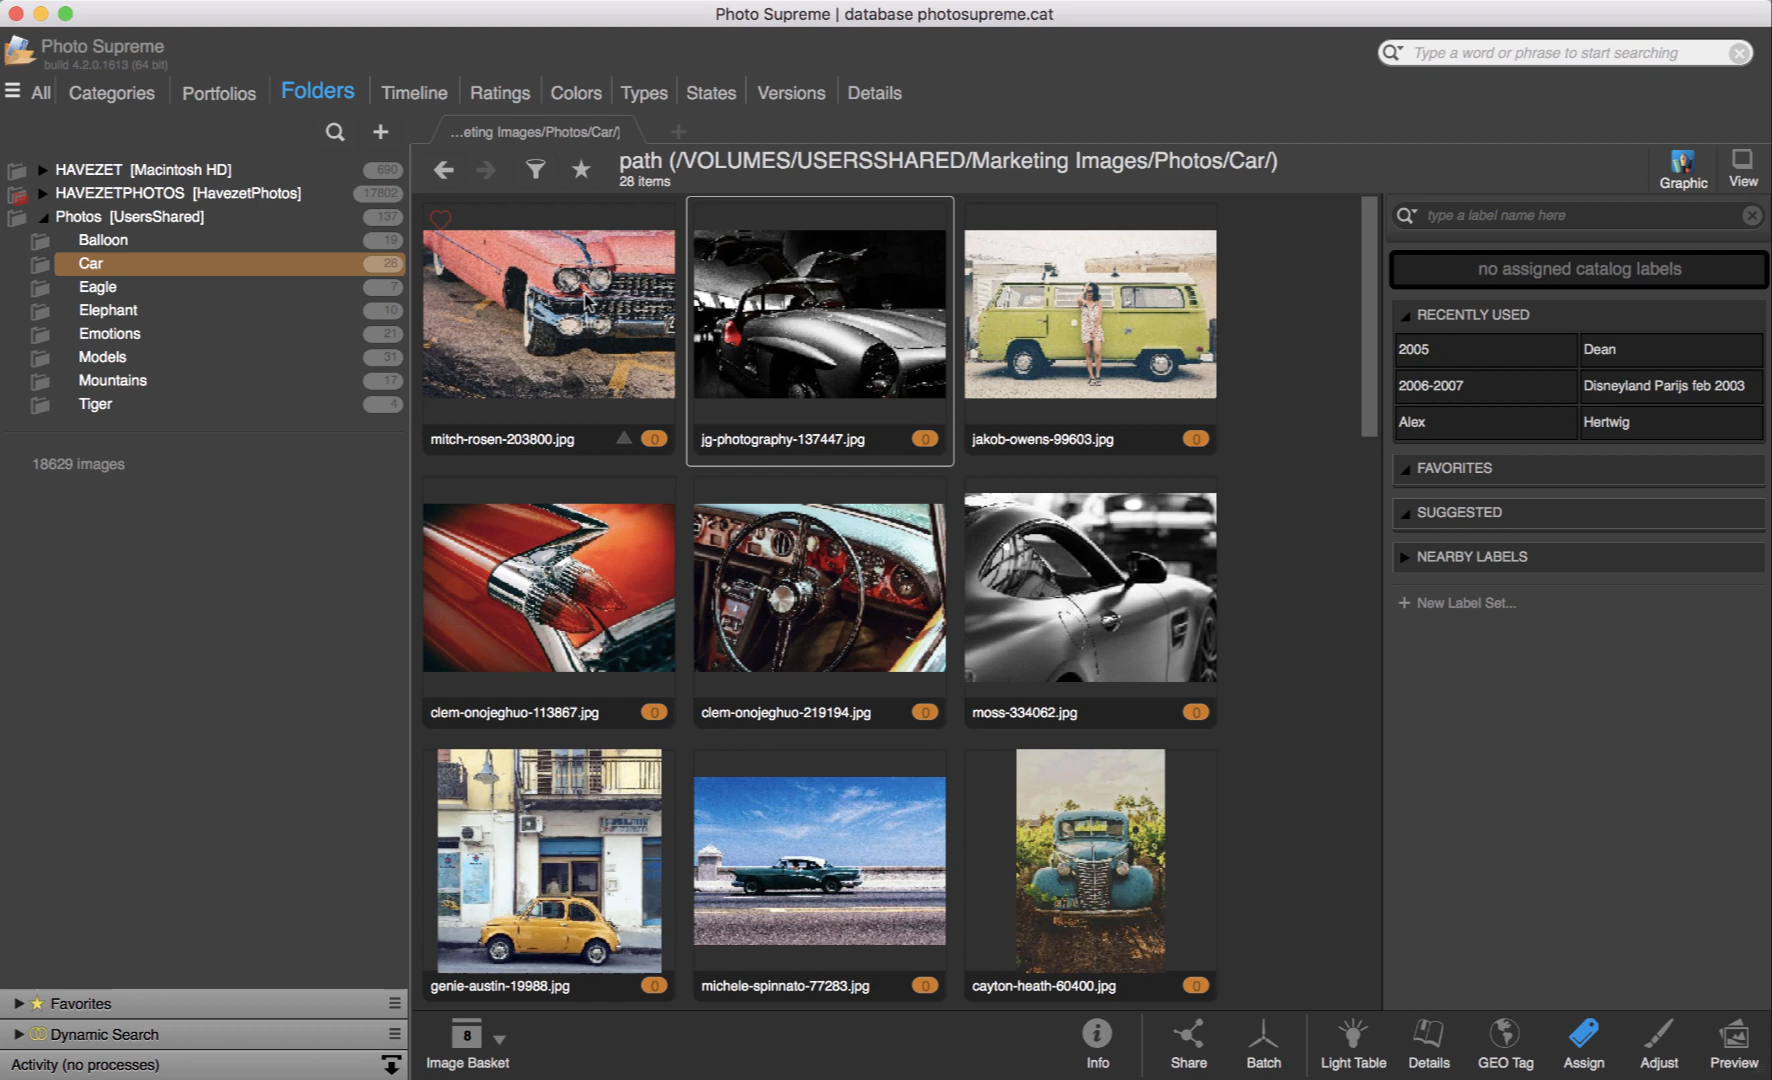 Photo Supreme | database photosupreme.cat
Photo Supreme
build 4.2.0.1613 (64 bit)
Type a word or phrase to start searching
All
Categories
Portfolios
Folders
Timeline
Ratings
Colors
Types
States
Versions
Details
...eting Images/Photos/Car/)
path (/VOLUMES/USERSSHARED/Marketing Images/Photos/Car/)
28 items
Graphic
View
HAVEZET [Macintosh HD] 690
HAVEZETPHOTOS [HavezetPhotos] 17802
Photos [UsersShared] 137
Balloon 19
Car 28
Eagle 7
Elephant 10
Emotions 21
Models 31
Mountains 17
Tiger 4
18629 images
mitch-rosen-203800.jpg 0
jg-photography-137447.jpg 0
jakob-owens-99603.jpg 0
clem-onojeghuo-113867.jpg 0
clem-onojeghuo-219194.jpg 0
moss-334062.jpg 0
genie-austin-19988.jpg 0
michele-spinnato-77283.jpg 0
cayton-heath-60400.jpg 0
type a label name here
no assigned catalog labels
RECENTLY USED
2005
Dean
2006-2007
Disneyland Parijs feb 2003
Alex
Hertwig
FAVORITES
SUGGESTED
NEARBY LABELS
+ New Label Set...
Favorites
Dynamic Search
Activity (no processes)
8
Image Basket
Info
Share
Batch
Light Table
Details
GEO Tag
Assign
Adjust
Preview